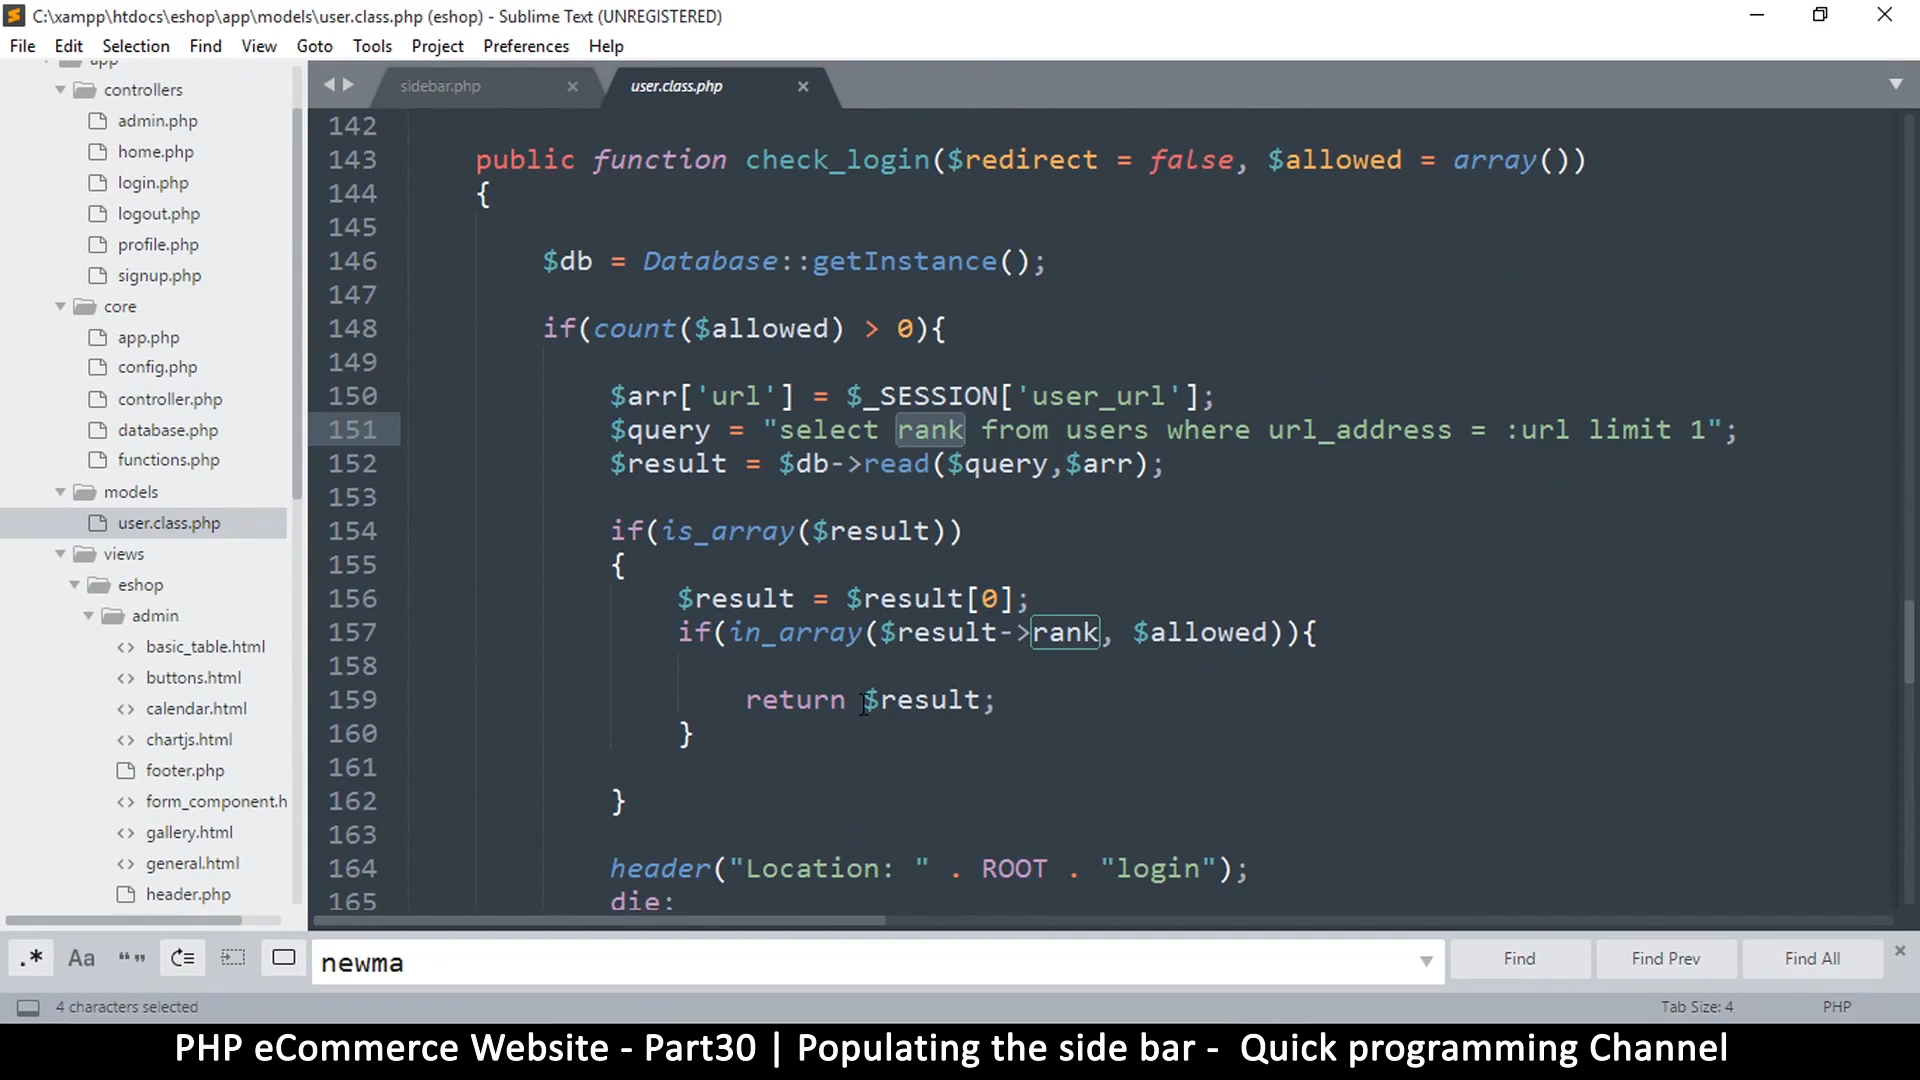 C:\xampp\htdocs\eshop\app\models\user.class.php (eshop) - Sublime Text (UNREGISTERED)
File Edit Selection Find View Goto Tools Project Preferences Help
app
controllers
admin.php
home.php
login.php
logout.php
profile.php
signup.php
core
app.php
config.php
controller.php
database.php
functions.php
models
user.class.php
views
eshop
admin
basic_table.html
buttons.html
calendar.html
chartjs.html
footer.php
form_component.h
gallery.html
general.html
header.php
sidebar.php × user.class.php ×
142
143 public function check_login($redirect = false, $allowed = array())
144 {
145
146 $db = Database::getInstance();
147
148 if(count($allowed) > 0){
149
150 $arr['url'] = $_SESSION['user_url'];
151 $query = "select rank from users where url_address = :url limit 1";
152 $result = $db->read($query,$arr);
153
154 if(is_array($result))
155 {
156 $result = $result[0];
157 if(in_array($result->rank, $allowed)){
158
159 return $result;
160 }
161
162 }
163
164 header("Location: " . ROOT . "login");
165 die;
.* Aa “” newma Find Find Prev Find All ×
4 characters selected Tab Size: 4 PHP
PHP eCommerce Website - Part30 | Populating the side bar - Quick programming Channel